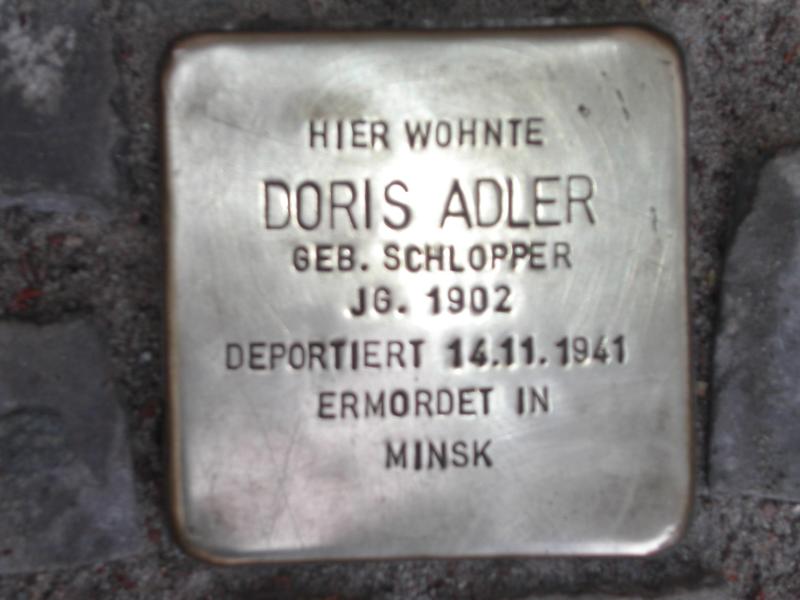 HIER WOHNTE
DORIS ADLER
GEB. SCHLOPPER
JG. 1902
DEPORTIERT 14.11.1941
ERMORDET IN
MINSK